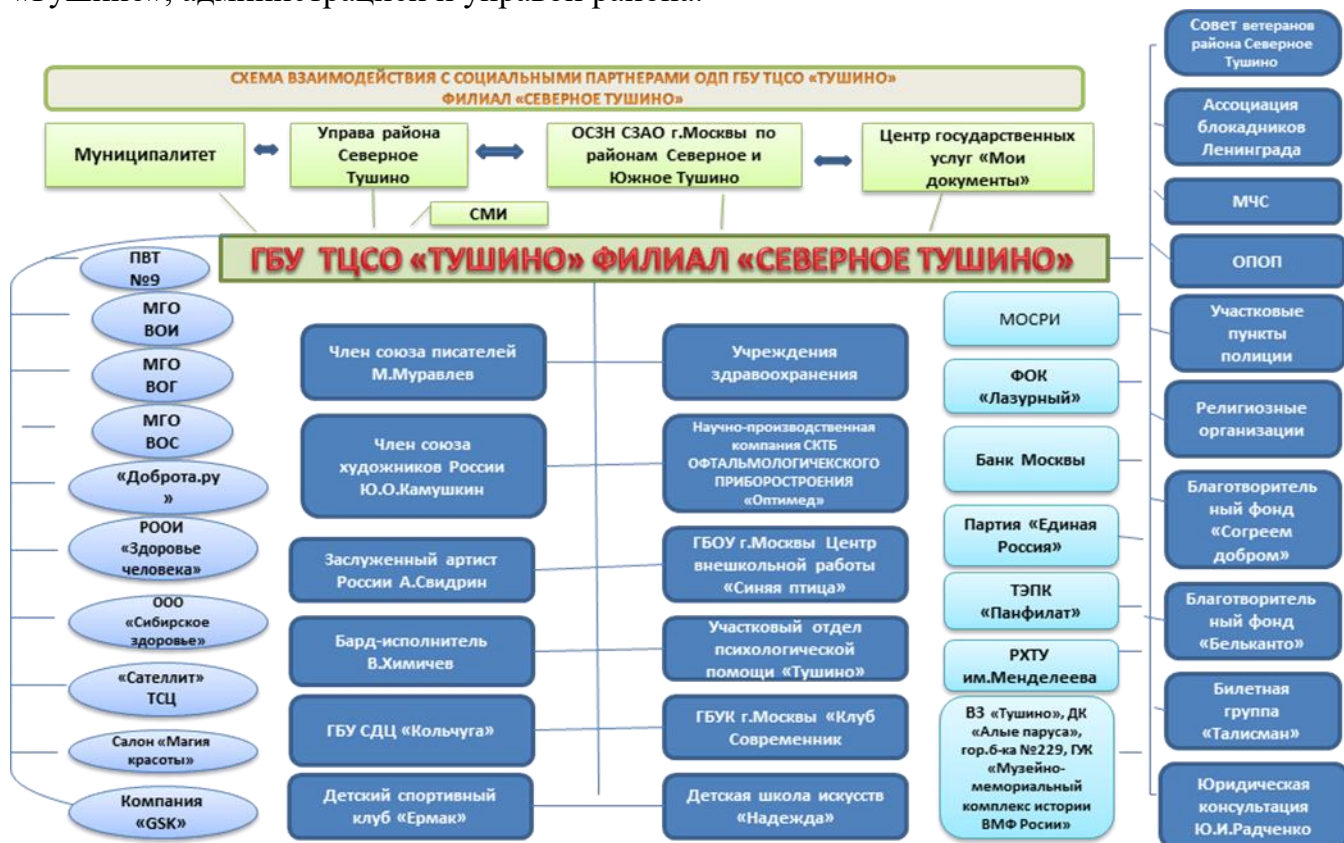 «Тушино», администрацией и управой района.
СХЕМА ВЗАИМОДЕЙСТВИЯ С СОЦИАЛЬНЫМИ ПАРТНЕРАМИ ОДП ГБУ ТЦСО «ТУШИНО»
ФИЛИАЛ «СЕВЕРНОЕ ТУШИНО»
Муниципалитет
Управа района
Северное
Тушино
ОСЗН СЗАО г.Москвы по
районам Северное и
Южное Тушино
Центр государственных
услуг «Мои
документы»
СМИ
ГБУ ТЦСО «ТУШИНО» ФИЛИАЛ «СЕВЕРНОЕ ТУШИНО»
ПВТ
№9
МГО
ВОИ
МГО
ВОГ
МГО
ВОС
«Доброта.ру
»
РООИ
«Здоровье
человека»
ООО
«Сибирское
здоровье»
«Сателлит»
ТСЦ
Салон «Магия
красоты»
Компания
«GSK»
Член союза писателей
М.Муравлев
Член союза
художников России
Ю.О.Камушкин
Заслуженный артист
России А.Свидрин
Бард-исполнитель
В.Химичев
ГБУ СДЦ «Кольчуга»
Детский спортивный
клуб «Ермак»
Учреждения
здравоохранения
Научно-производственная
компания СКТБ
ОФТАЛЬМОЛОГИЧЕКСКОГО
ПРИБОРОСТРОЕНИЯ
«Оптимед»
ГБОУ г.Москвы Центр
внешкольной работы
«Синяя птица»
Участковый отдел
психологической
помощи «Тушино»
ГБУК г.Москвы «Клуб
Современник
Детская школа искусств
«Надежда»
МОСРИ
ФОК
«Лазурный»
Банк Москвы
Партия «Единая
Россия»
ТЭПК
«Панфилат»
РХТУ
им.Менделеева
ВЗ «Тушино», ДК
«Алые паруса»,
гор.б-ка №229, ГУК
«Музейно-
мемориальный
комплекс истории
ВМФ Росии»
Совет ветеранов
района Северное
Тушино
Ассоциация
блокадников
Ленинграда
МЧС
ОПОП
Участковые
пункты
полиции
Религиозные
организации
Благотворитель
ный фонд
«Согреем
добром»
Благотворитель
ный фонд
«Бельканто»
Билетная
группа
«Талисман»
Юридическая
консультация
Ю.И.Радченко